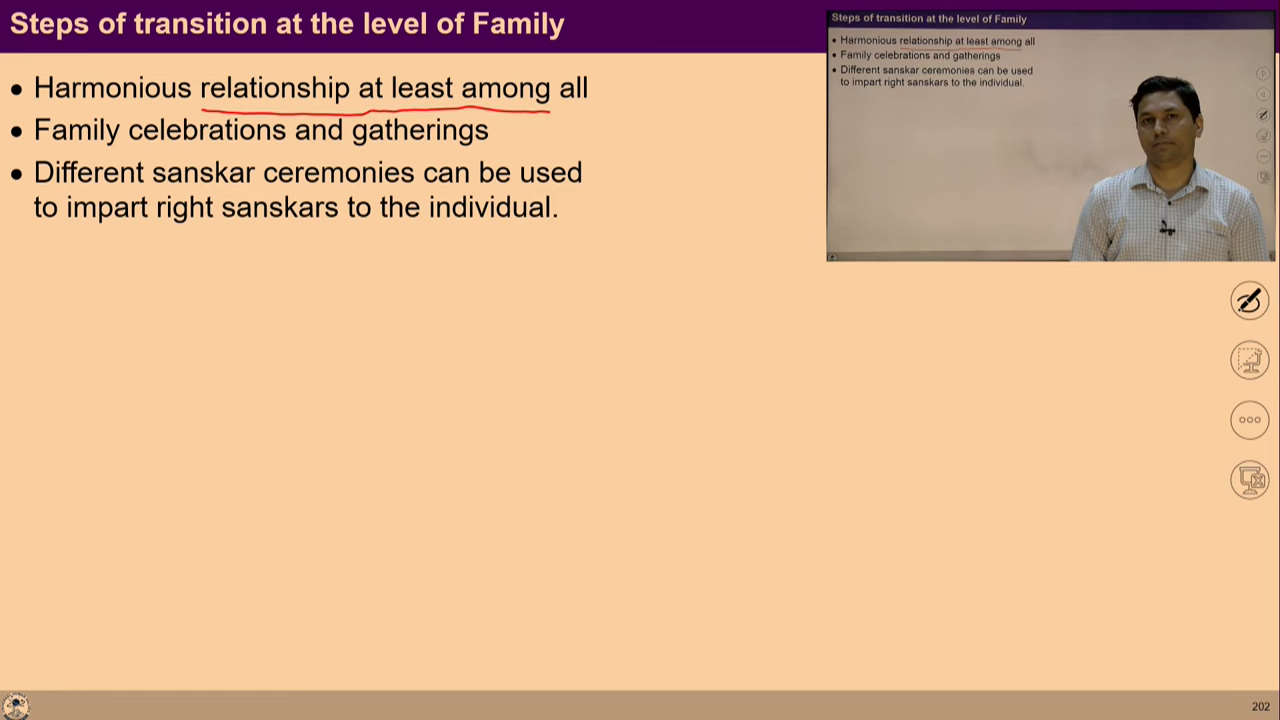 Steps of transition at the level of Family
• Harmonious relationship at least among all
• Family celebrations and gatherings
• Different sanskar ceremonies can be used
to impart right sanskars to the individual.
Steps of transition at the level of Family
• Harmonious relationship at least among all
• Family celebrations and gatherings
• Different sanskar ceremonies can be used
to impart right sanskars to the individual.
202